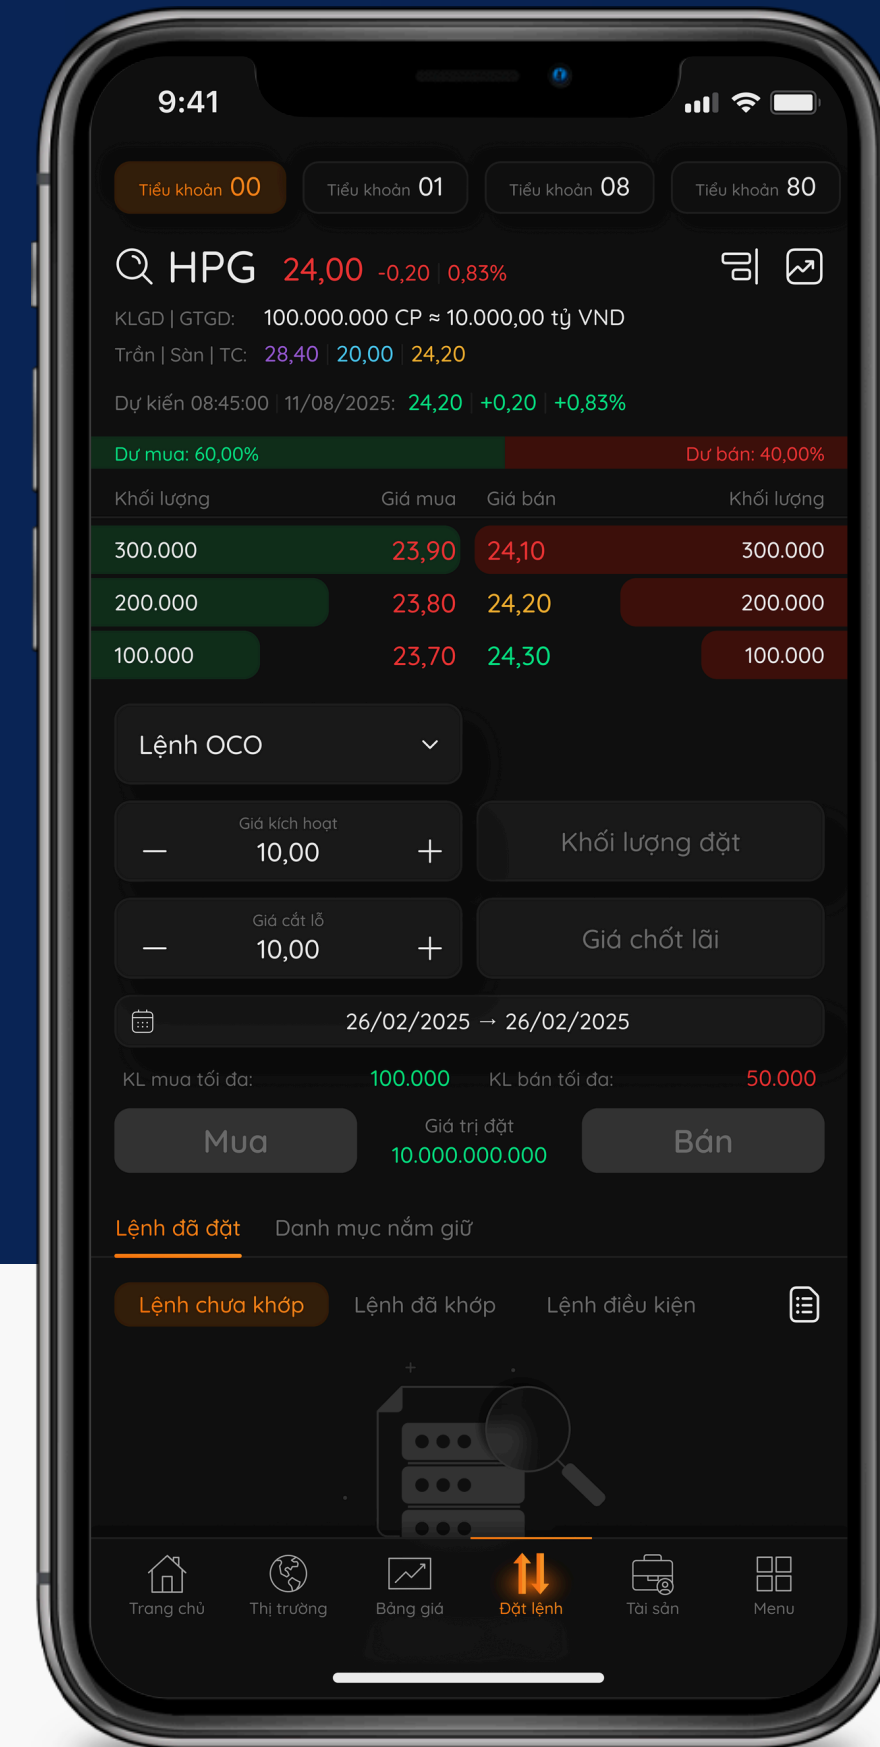 9:41
Tiểu khoản 00 Tiểu khoản 01 Tiểu khoản 08 Tiểu khoản 80
HPG 24,00 -0,20 0,83%
KLGD | GTGD: 100.000.000 CP ≈ 10.000,00 tỷ VND
Trần | Sàn | TC: 28,40 20,00 24,20
Dự kiến 08:45:00 | 11/08/2025: 24,20 +0,20 +0,83%
Dư mua: 60,00% Dư bán: 40,00%
Khối lượng Giá mua Giá bán Khối lượng
300.000 23,90 24,10 300.000
200.000 23,80 24,20 200.000
100.000 23,70 24,30 100.000
Lệnh OCO
Giá kích hoạt
— 10,00 + Khối lượng đặt
Giá cắt lỗ
— 10,00 + Giá chốt lãi
26/02/2025 → 26/02/2025
KL mua tối đa: 100.000 KL bán tối đa: 50.000
Mua Giá trị đặt Bán
10.000.000.000
Lệnh đã đặt Danh mục nắm giữ
Lệnh chưa khớp Lệnh đã khớp Lệnh điều kiện
Trang chủ Thị trường Bảng giá Đặt lệnh Tài sản Menu